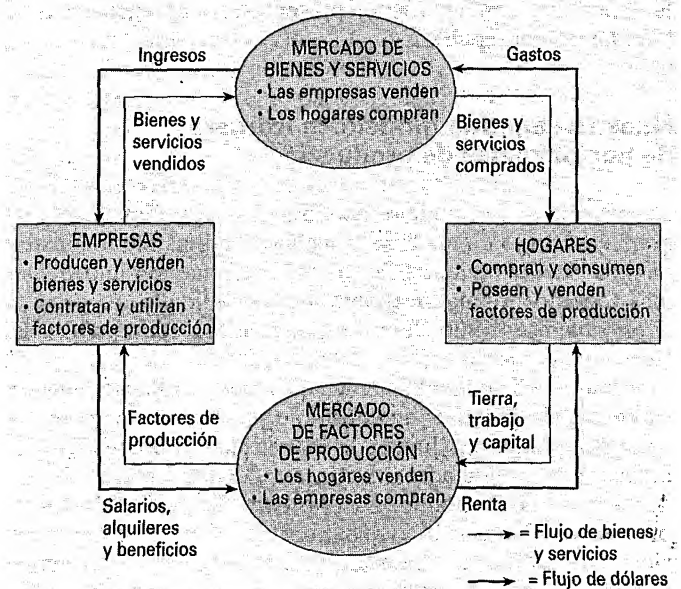 Ingresos
MERCADO DE
BIENES Y SERVICIOS
• Las empresas venden
• Los hogares compran
Gastos
Bienes y
servicios
vendidos
Bienes y
servicios
comprados
EMPRESAS
• Producen y venden
bienes y servicios
• Contratan y utilizan
factores de producción
HOGARES
• Compran y consumen
• Poseen y venden
factores de producción
Factores de
producción
MERCADO
DE FACTORES
DE PRODUCCIÓN
• Los hogares venden
• Las empresas compran
Tierra,
trabajo
y capital
Salarios,
alquileres
y beneficios
Renta
= Flujo de bienes
y servicios
= Flujo de dólares